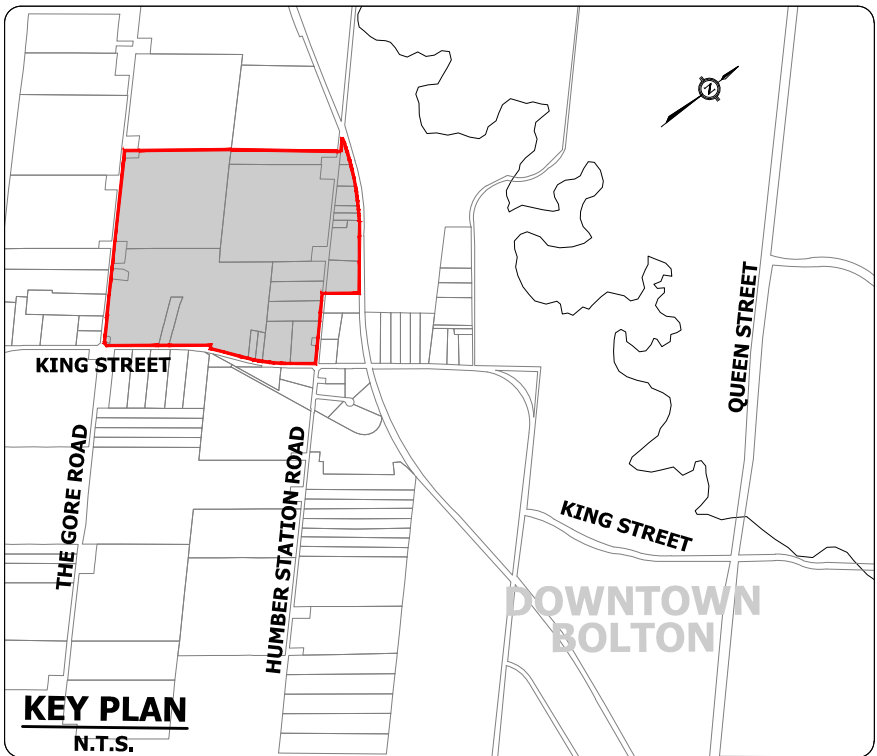 N
QUEEN STREET
KING STREET
THE GORE ROAD
HUMBER STATION ROAD
KING STREET
DOWNTOWN
BOLTON
KEY PLAN
N.T.S.